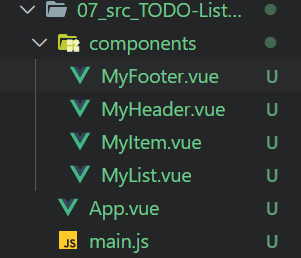 07_src_TODO-List...
components
MyFooter.vue U
MyHeader.vue U
MyItem.vue U
MyList.vue U
App.vue U
JS main.js U